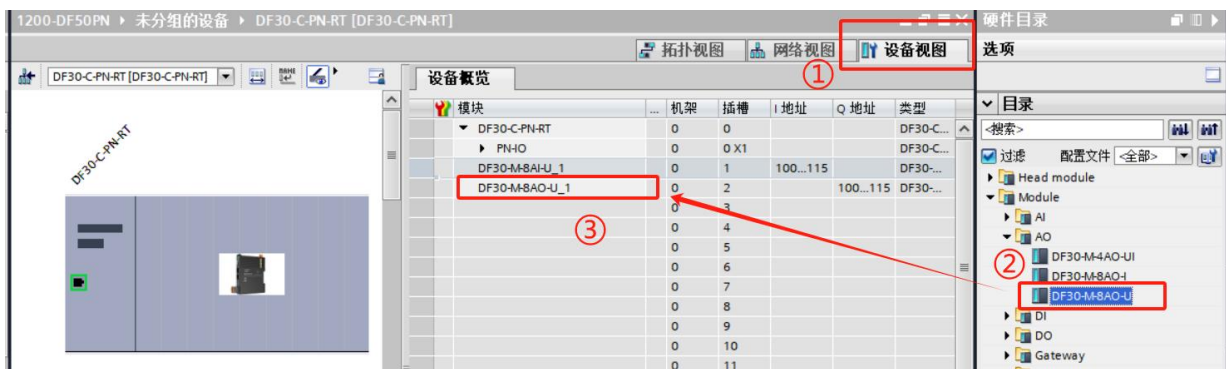 1200-DF50PN ▸ 未分组的设备 ▸ DF30-C-PN-RT [DF30-C-PN-RT]
拓扑视图 网络视图 设备视图
①
DF30-C-PN-RT [DF30-C-PN-RT]
设备概览
模块 ... 机架 插槽 I 地址 Q 地址 类型
DF30-C-PN-RT 0 0 DF30-C...
PN-IO 0 0 X1 DF30-C...
DF30-M-8AI-U_1 0 1 100...115 DF30-...
DF30-M-8AO-U_1 0 2 100...115 DF30-...
0 3
0 4
0 5
0 6
0 7
0 8
0 9
0 10
0 11
③
DF30-C-PN-RT
硬件目录
选项
目录
<搜索>
过滤 配置文件 <全部>
Head module
Module
AI
AO
②
DF30-M-4AO-UI
DF30-M-8AO-I
DF30-M-8AO-U
DI
DO
Gateway